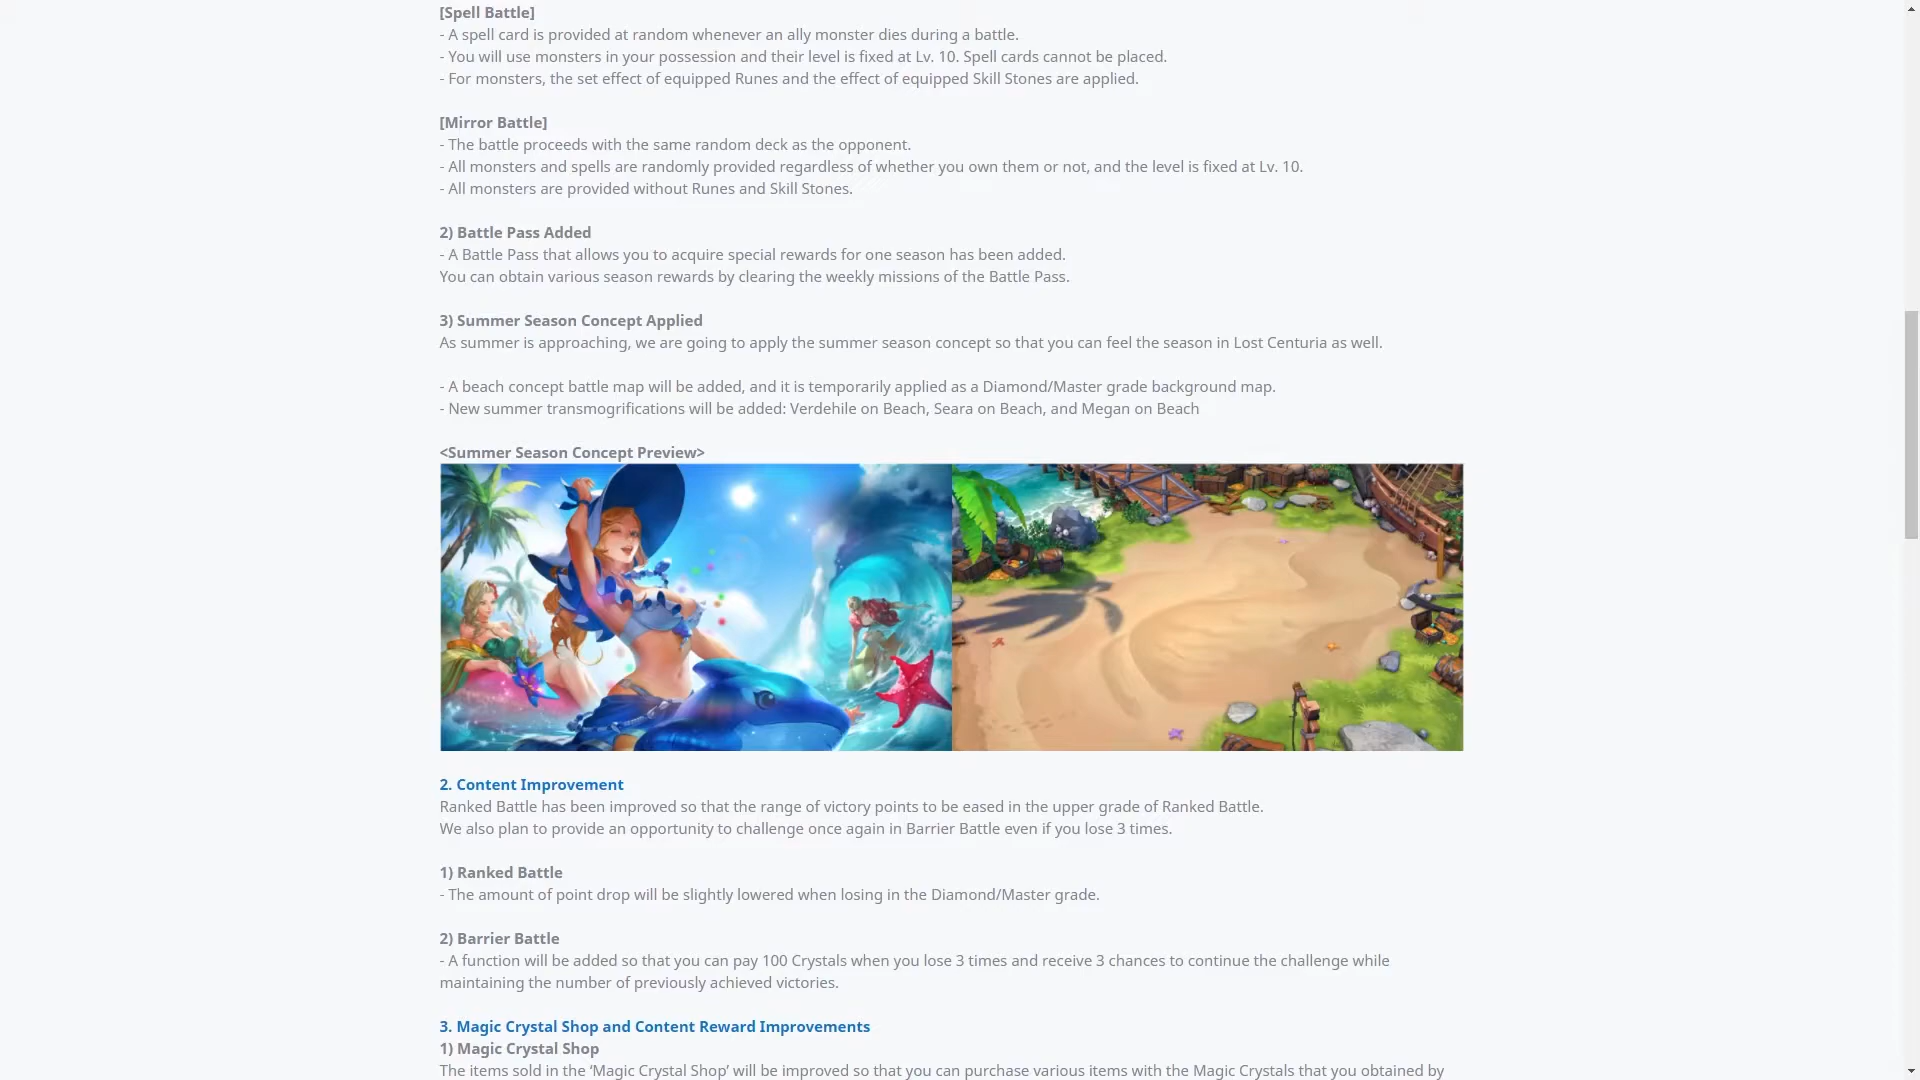 [Spell Battle]
- A spell card is provided at random whenever an ally monster dies during a battle.
- You will use monsters in your possession and their level is fixed at Lv. 10. Spell cards cannot be placed.
- For monsters, the set effect of equipped Runes and the effect of equipped Skill Stones are applied.
[Mirror Battle]
- The battle proceeds with the same random deck as the opponent.
- All monsters and spells are randomly provided regardless of whether you own them or not, and the level is fixed at Lv. 10.
- All monsters are provided without Runes and Skill Stones.
2) Battle Pass Added
- A Battle Pass that allows you to acquire special rewards for one season has been added.
You can obtain various season rewards by clearing the weekly missions of the Battle Pass.
3) Summer Season Concept Applied
As summer is approaching, we are going to apply the summer season concept so that you can feel the season in Lost Centuria as well.
- A beach concept battle map will be added, and it is temporarily applied as a Diamond/Master grade background map.
- New summer transmogrifications will be added: Verdehile on Beach, Seara on Beach, and Megan on Beach
<Summer Season Concept Preview>
2. Content Improvement
Ranked Battle has been improved so that the range of victory points to be eased in the upper grade of Ranked Battle.
We also plan to provide an opportunity to challenge once again in Barrier Battle even if you lose 3 times.
1) Ranked Battle
- The amount of point drop will be slightly lowered when losing in the Diamond/Master grade.
2) Barrier Battle
- A function will be added so that you can pay 100 Crystals when you lose 3 times and receive 3 chances to continue the challenge while
maintaining the number of previously achieved victories.
3. Magic Crystal Shop and Content Reward Improvements
1) Magic Crystal Shop
The items sold in the ‘Magic Crystal Shop’ will be improved so that you can purchase various items with the Magic Crystals that you obtained by